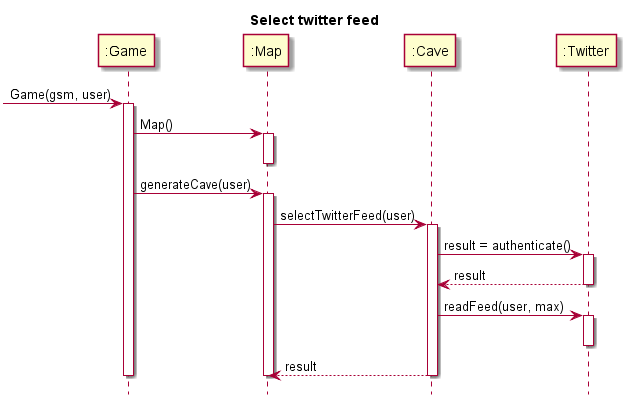 Select twitter feed
:Game :Map :Cave :Twitter
Game(gsm, user)
Map()
generateCave(user)
selectTwitterFeed(user)
result = authenticate()
result
readFeed(user, max)
result